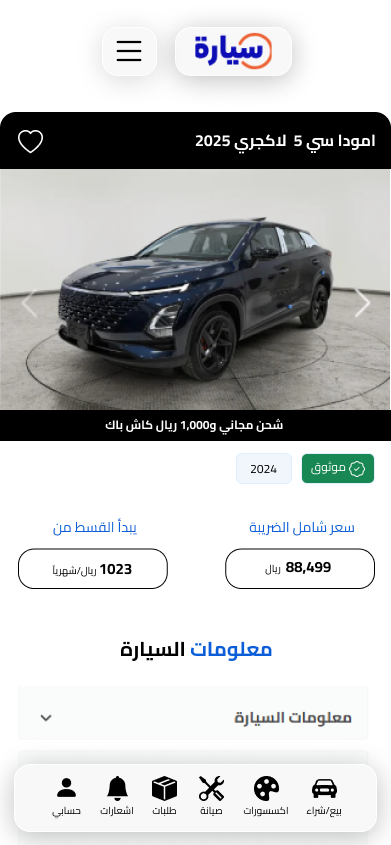 سيارة
امودا سي 5 لاكجري 2025
شحن مجاني و1,000 ريال كاش باك
موثوق
2024
سعر شامل الضريبة
يبدأ القسط من
88,499 ريال
1023 ريال/شهرياً
معلومات السيارة
معلومات السيارة
بيع/شراء
اكسسورات
صيانة
طلبات
اشعارات
حسابي